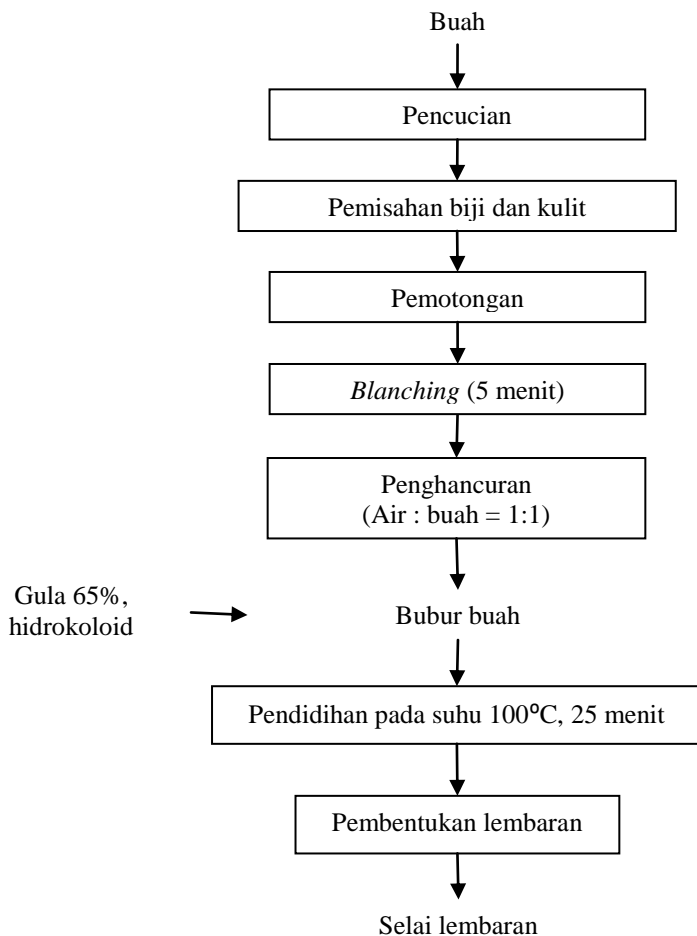 Buah
Pencucian
Pemisahan biji dan kulit
Pemotongan
Blanching (5 menit)
Penghancuran
(Air : buah = 1:1)
Gula 65%,
hidrokoloid
Bubur buah
Pendidihan pada suhu 100°C, 25 menit
Pembentukan lembaran
Selai lembaran